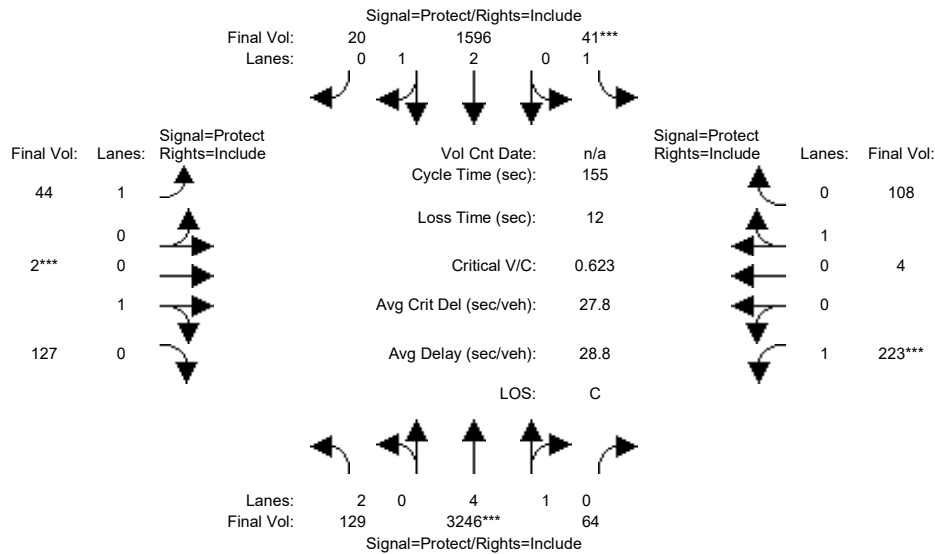 Signal=Protect/Rights=Include
Final Vol: 20 1596 41***
Lanes: 0 1 2 0 1
Signal=Protect
Final Vol: Lanes: Rights=Include
Vol Cnt Date: n/a
Signal=Protect
Rights=Include Lanes: Final Vol:
Cycle Time (sec): 155
44 1
0 108
Loss Time (sec): 12
0
1
2*** 0
Critical V/C: 0.623
0 4
1
Avg Crit Del (sec/veh): 27.8
0
127 0
Avg Delay (sec/veh): 28.8
1 223***
LOS: C
Lanes: 2 0 4 1 0
Final Vol: 129 3246*** 64
Signal=Protect/Rights=Include